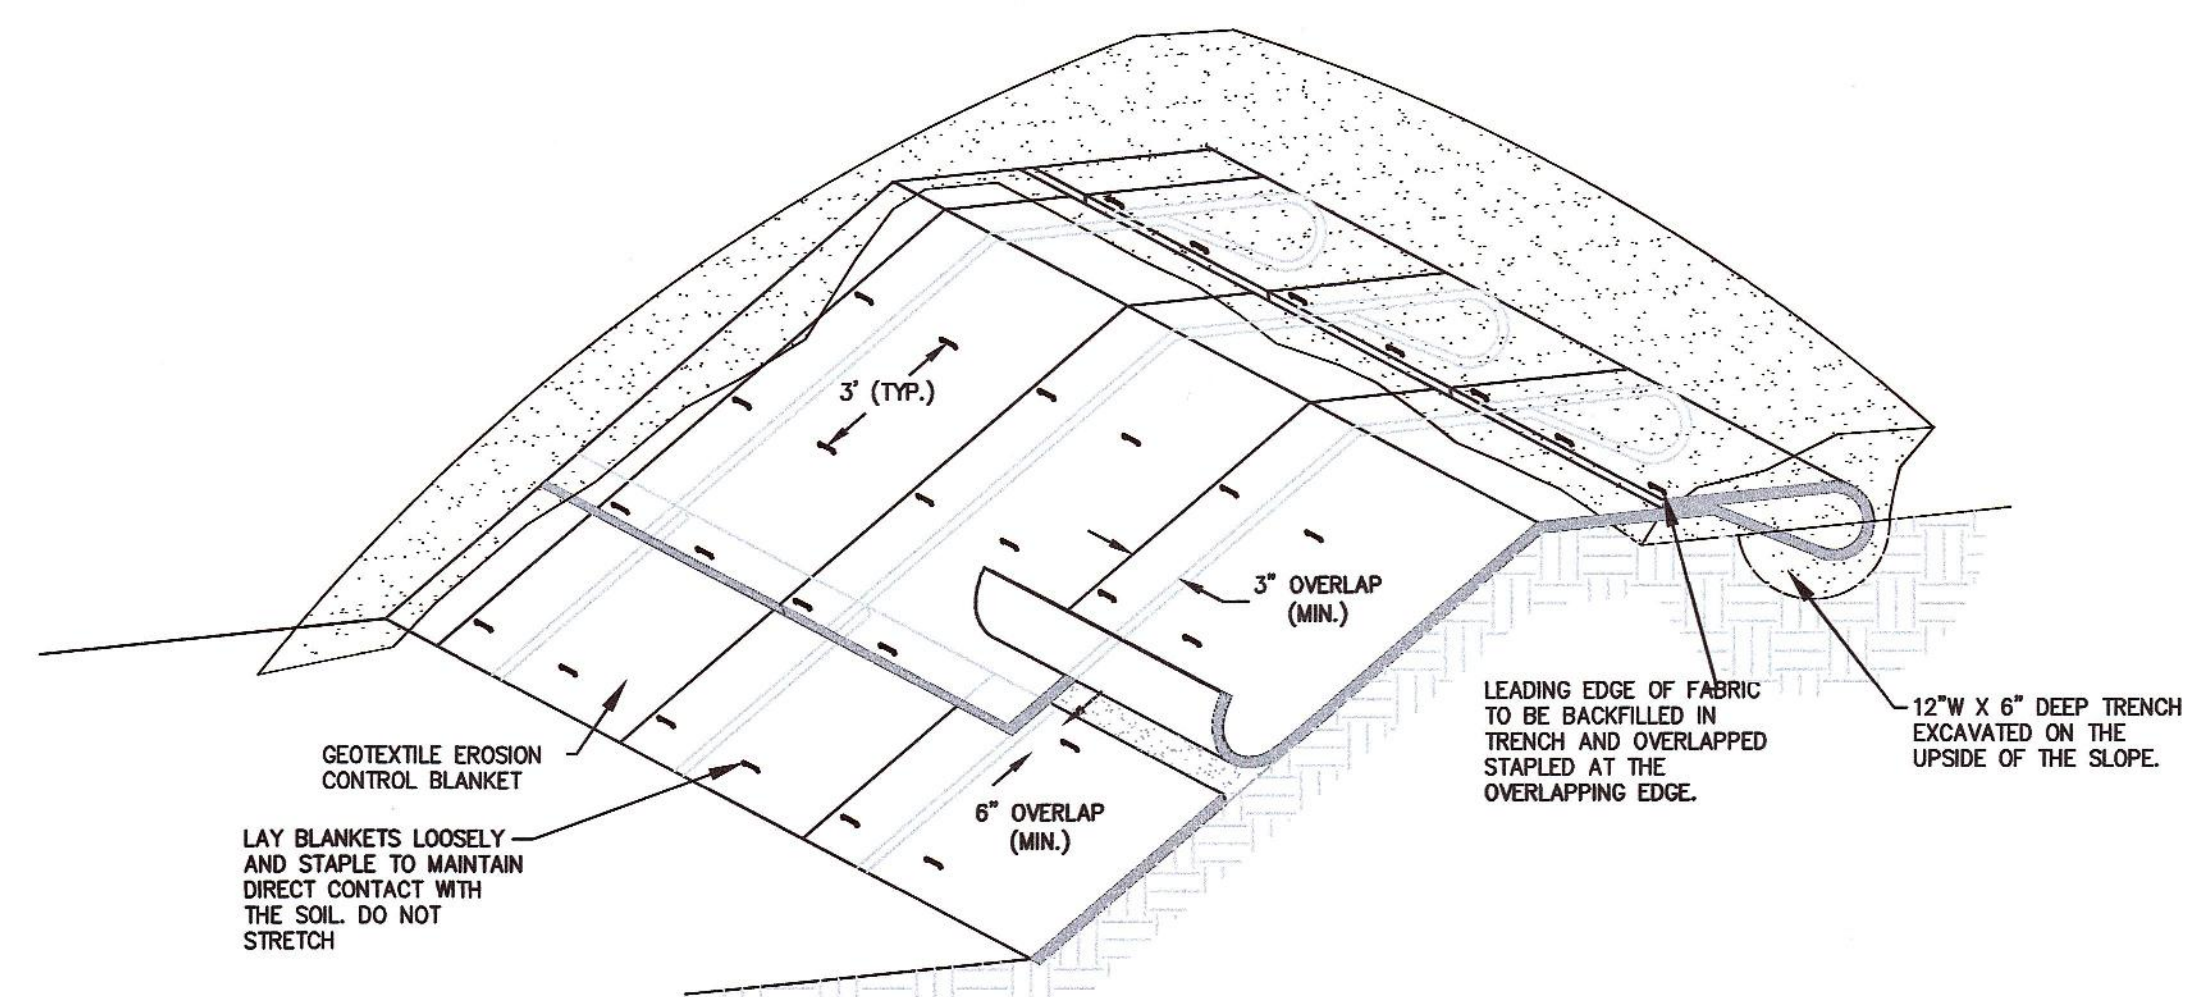 3' (TYP.)
3" OVERLAP
(MIN.)
LEADING EDGE OF FABRIC
TO BE BACKFILLED IN
TRENCH AND OVERLAPPED
STAPLED AT THE
OVERLAPPING EDGE.
12"W X 6" DEEP TRENCH
EXCAVATED ON THE
UPSIDE OF THE SLOPE.
GEOTEXTILE EROSION
CONTROL BLANKET
6" OVERLAP
(MIN.)
LAY BLANKETS LOOSELY
AND STAPLE TO MAINTAIN
DIRECT CONTACT WITH
THE SOIL. DO NOT
STRETCH